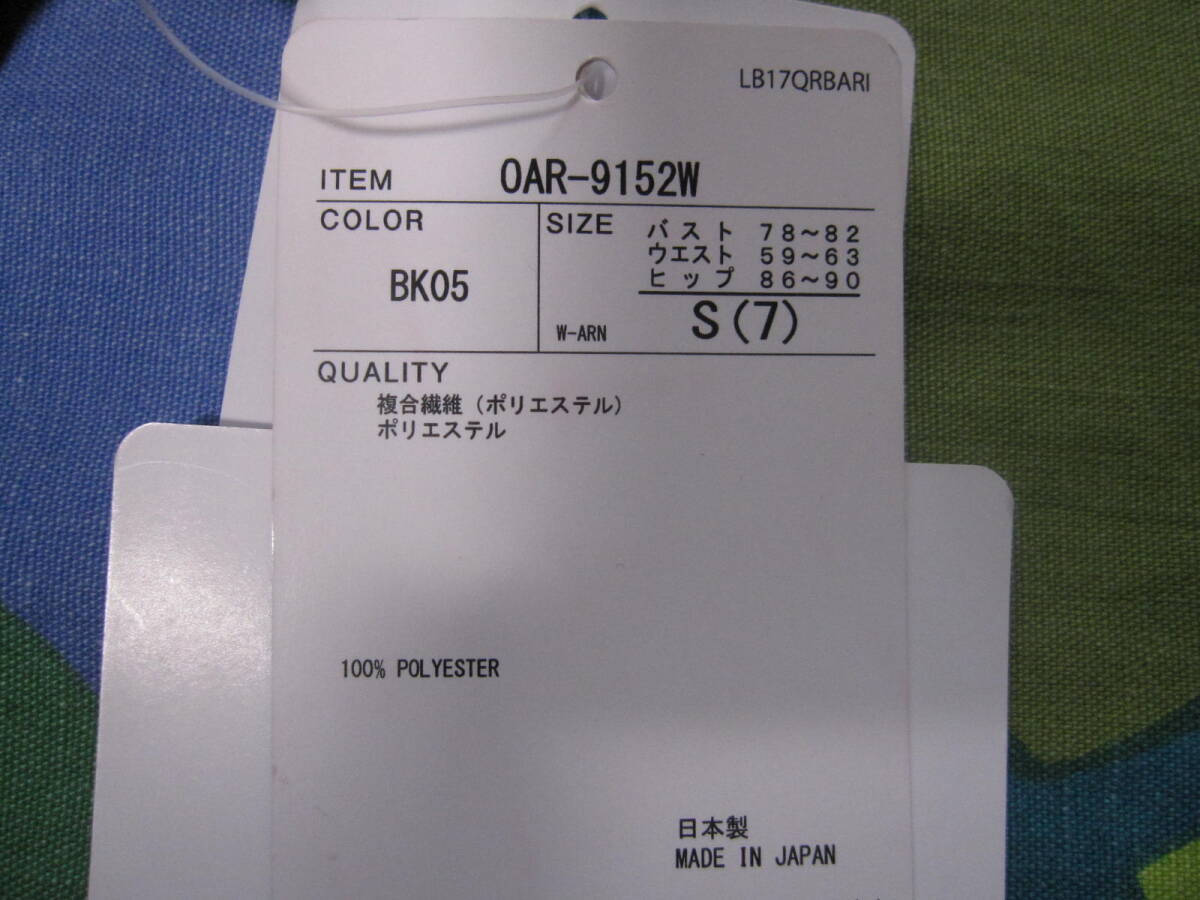 LB17QRBARI
ITEM OAR-9152W
COLOR
BK05
SIZE
バスト 78~82
ウエスト 59~63
ヒップ 86~90
W-ARN S(7)
QUALITY
複合繊維(ポリエステル)
ポリエステル
100% POLYESTER
日本製
MADE IN JAPAN